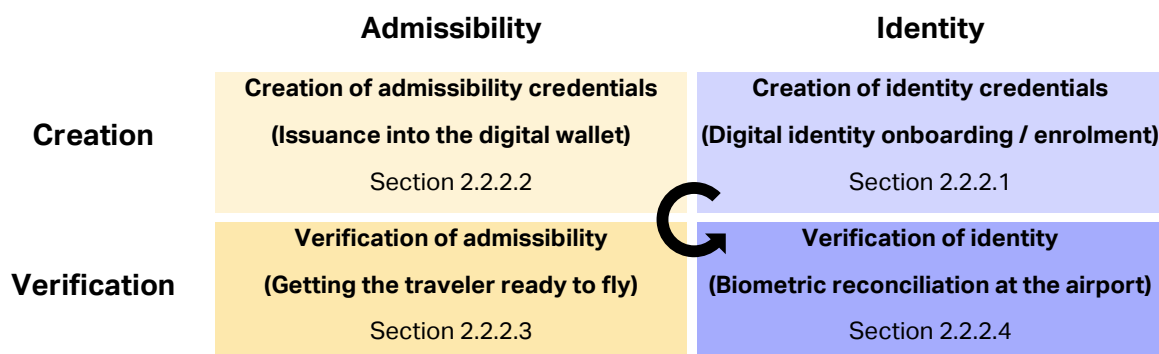 Admissibility
Identity
Creation
Creation of admissibility credentials
(Issuance into the digital wallet)
Section 2.2.2.2
Creation of identity credentials
(Digital identity onboarding / enrolment)
Section 2.2.2.1
Verification
Verification of admissibility
(Getting the traveler ready to fly)
Section 2.2.2.3
Verification of identity
(Biometric reconciliation at the airport)
Section 2.2.2.4